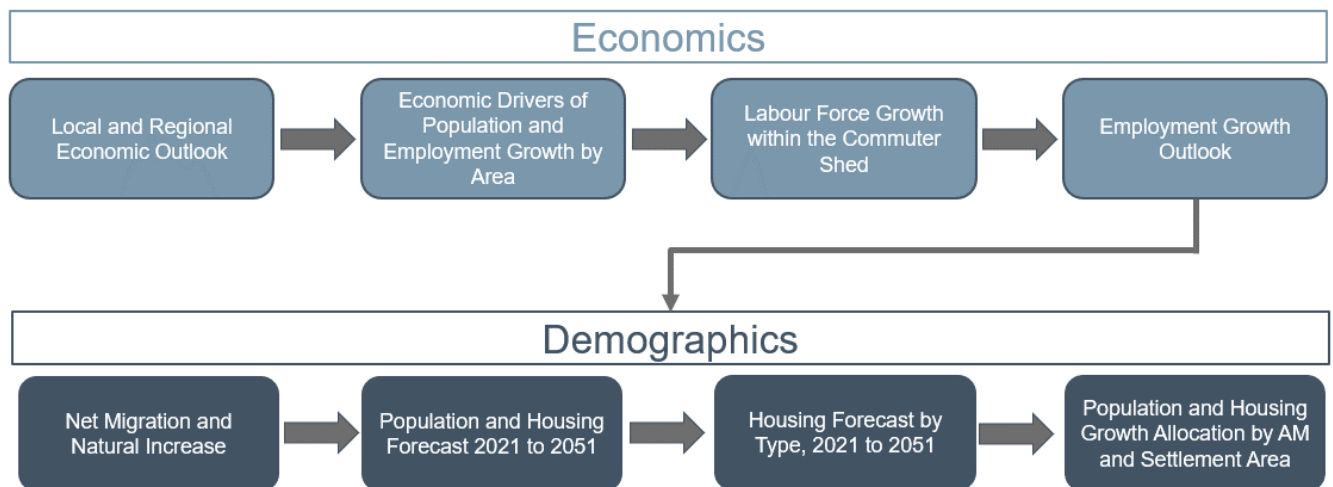 Economics
Local and Regional
Economic Outlook
Economic Drivers of
Population and
Employment Growth by
Area
Labour Force Growth
within the Commuter
Shed
Employment Growth
Outlook
Demographics
Net Migration and
Natural Increase
Population and Housing
Forecast 2021 to 2051
Housing Forecast by
Type, 2021 to 2051
Population and Housing
Growth Allocation by AM
and Settlement Area